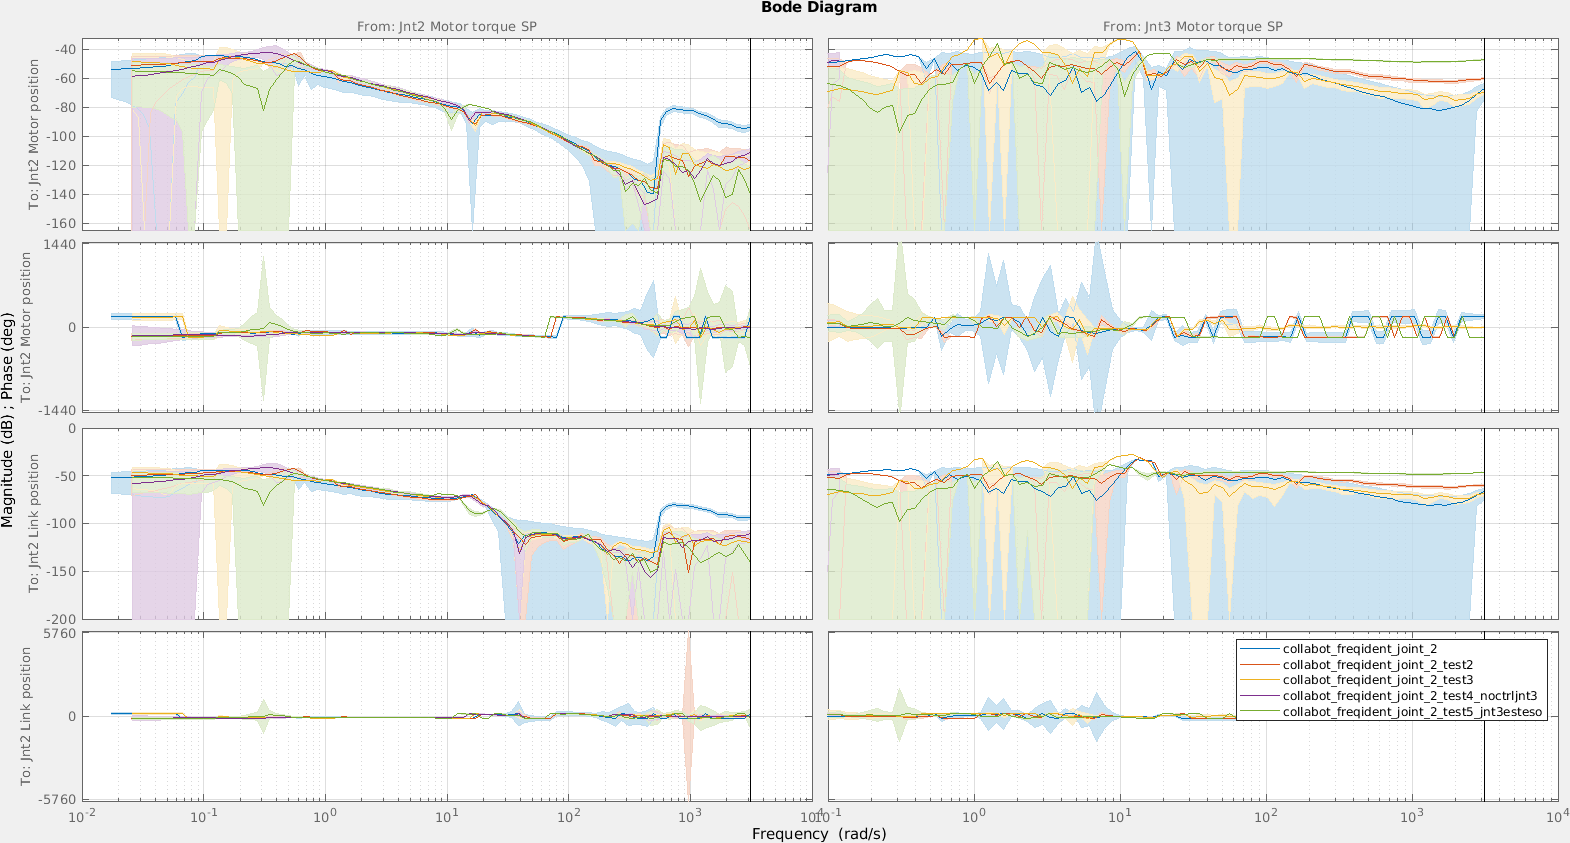 Bode Diagram
From: Jnt2 Motor torque SP
From: Jnt3 Motor torque SP
Magnitude (dB) ; Phase (deg)
To: Jnt2 Motor position
-40
-60
-80
-100
-120
-140
-160
To: Jnt2 Motor position
1440
0
-1440
To: Jnt2 Link position
0
-50
-100
-150
-200
To: Jnt2 Link position
5760
0
-5760
collabot_freqident_joint_2
collabot_freqident_joint_2_test2
collabot_freqident_joint_2_test3
collabot_freqident_joint_2_test4_noctrljnt3
collabot_freqident_joint_2_test5_jnt3esteso
10-2 10-1 100 101 102 103 10-1 100 101 102 103 104
Frequency (rad/s)